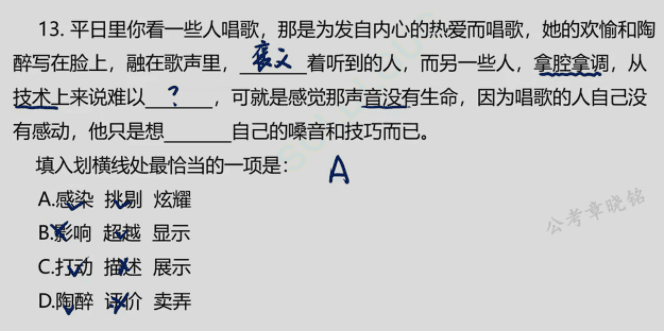 13. 平日里你看一些人唱歌，那是为发自内心的热爱而唱歌，她的欢愉和陶
醉写在脸上，融在歌声里，______着听到的人，而另一些人，拿腔拿调，从
褒义
技术上来说难以______，可就是感觉那声音没有生命，因为唱歌的人自己没
?
有感动，他只是想______自己的嗓音和技巧而已。
填入划横线处最恰当的一项是：
A
A.感染 挑剔 炫耀
B.影响 超越 显示
C.打动 描述 展示
D.陶醉 评价 卖弄
公考章晓铭